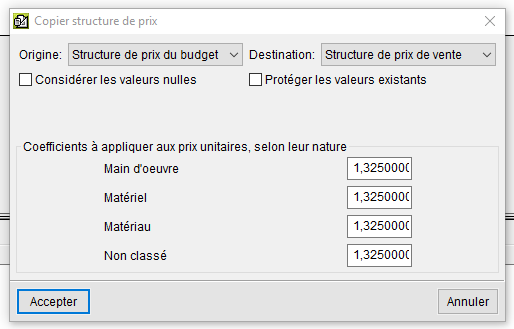 Copier structure de prix
Origine: Structure de prix du budget Destination: Structure de prix de vente
Considérer les valeurs nulles Protéger les valeurs existants
Coefficients à appliquer aux prix unitaires, selon leur nature
Main d'oeuvre 1,3250000
Matériel 1,3250000
Matériau 1,3250000
Non classé 1,3250000
Accepter Annuler